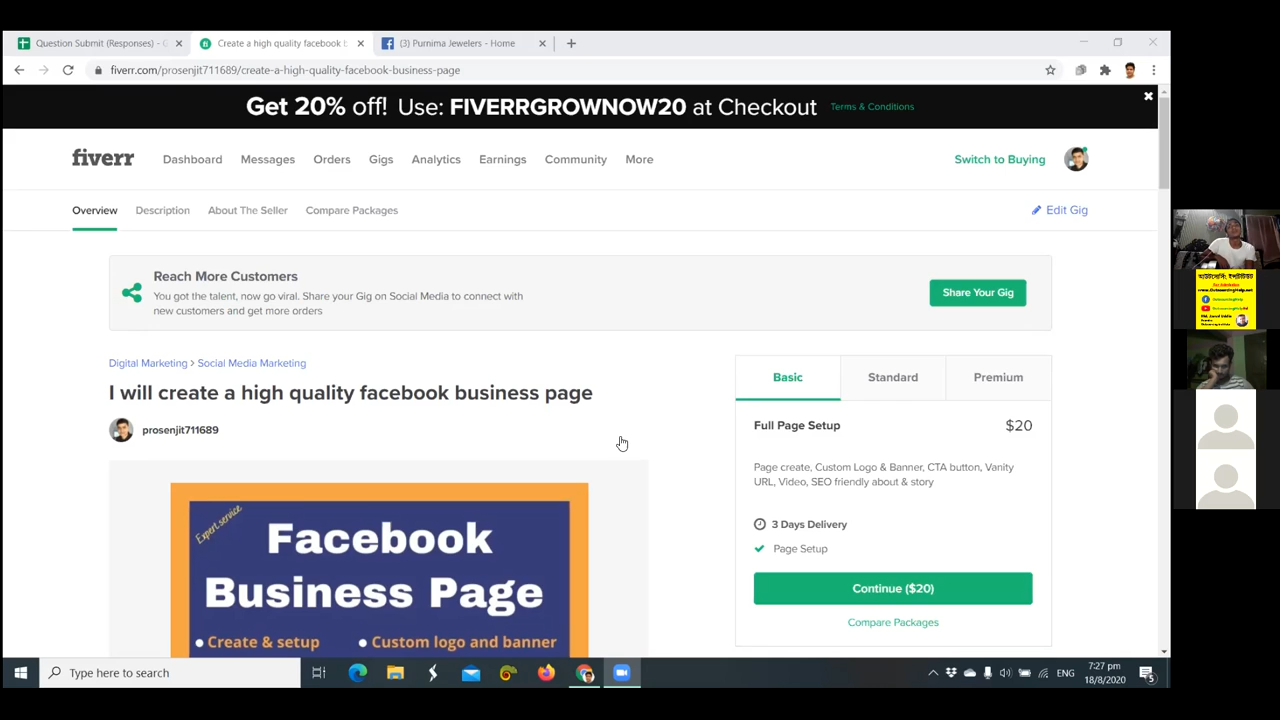 Question Submit (Responses) - G
Create a high quality facebook b
(3) Purnima Jewelers - Home
fiverr.com/prosenjit711689/create-a-high-quality-facebook-business-page
Get 20% off! Use: FIVERRGROWNOW20 at Checkout Terms & Conditions
fiverr
Dashboard
Messages
Orders
Gigs
Analytics
Earnings
Community
More
Switch to Buying
Overview
Description
About The Seller
Compare Packages
Edit Gig
Reach More Customers
You got the talent, now go viral. Share your Gig on Social Media to connect with
new customers and get more orders
Share Your Gig
Digital Marketing > Social Media Marketing
I will create a high quality facebook business page
prosenjit711689
Basic
Standard
Premium
Full Page Setup
$20
Page create, Custom Logo & Banner, CTA button, Vanity
URL, Video, SEO friendly about & story
3 Days Delivery
Page Setup
Continue ($20)
Compare Packages
Expert service
Facebook
Business Page
Create & setup
Custom logo and banner
Type here to search
ENG
7:27 pm
18/8/2020
5